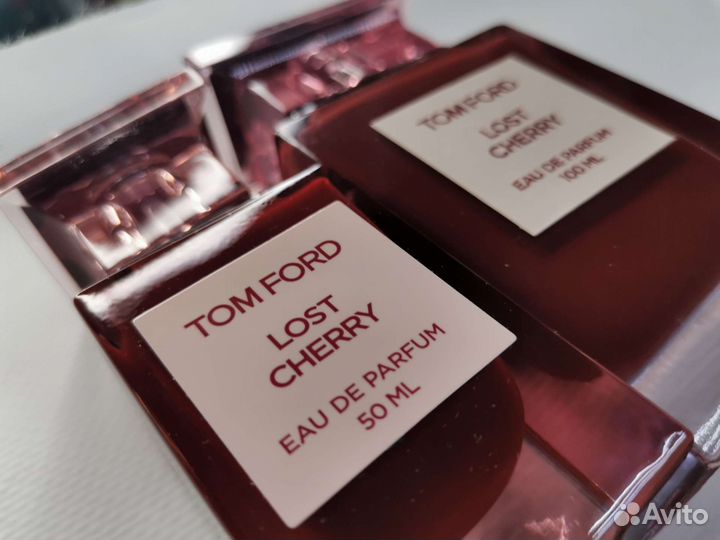 TOM FORD
LOST
CHERRY
EAU DE PARFUM
50 ML
TOM FORD
LOST
CHERRY
EAU DE PARFUM
100 ML
Avito